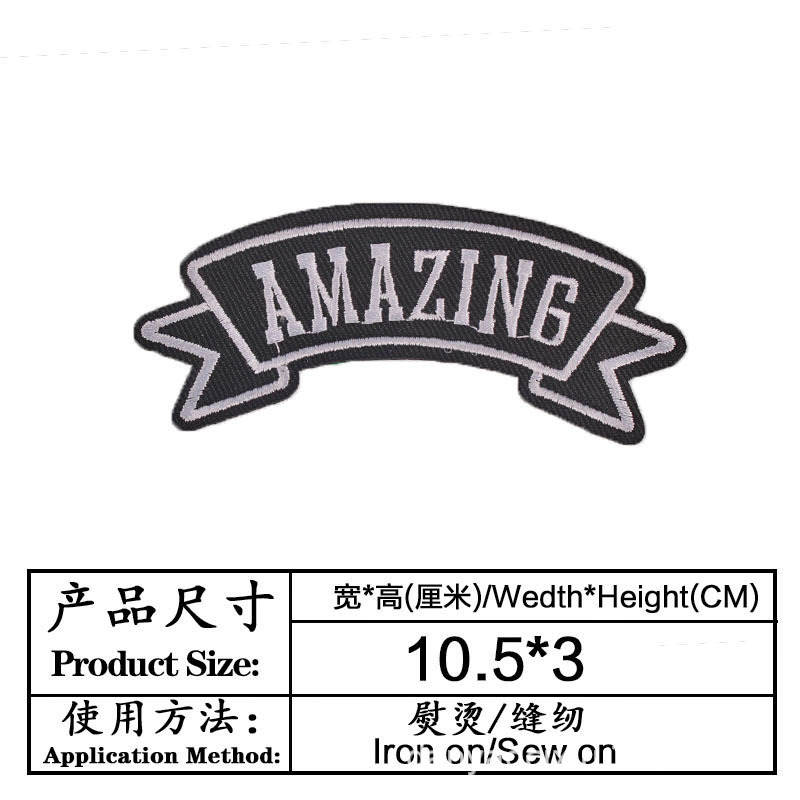 AMAZING
产品尺寸
Product Size:
宽*高(厘米)/Wedth*Height(CM)
10.5*3
使用方法：
Application Method:
熨烫/缝纫
Iron on/Sew on